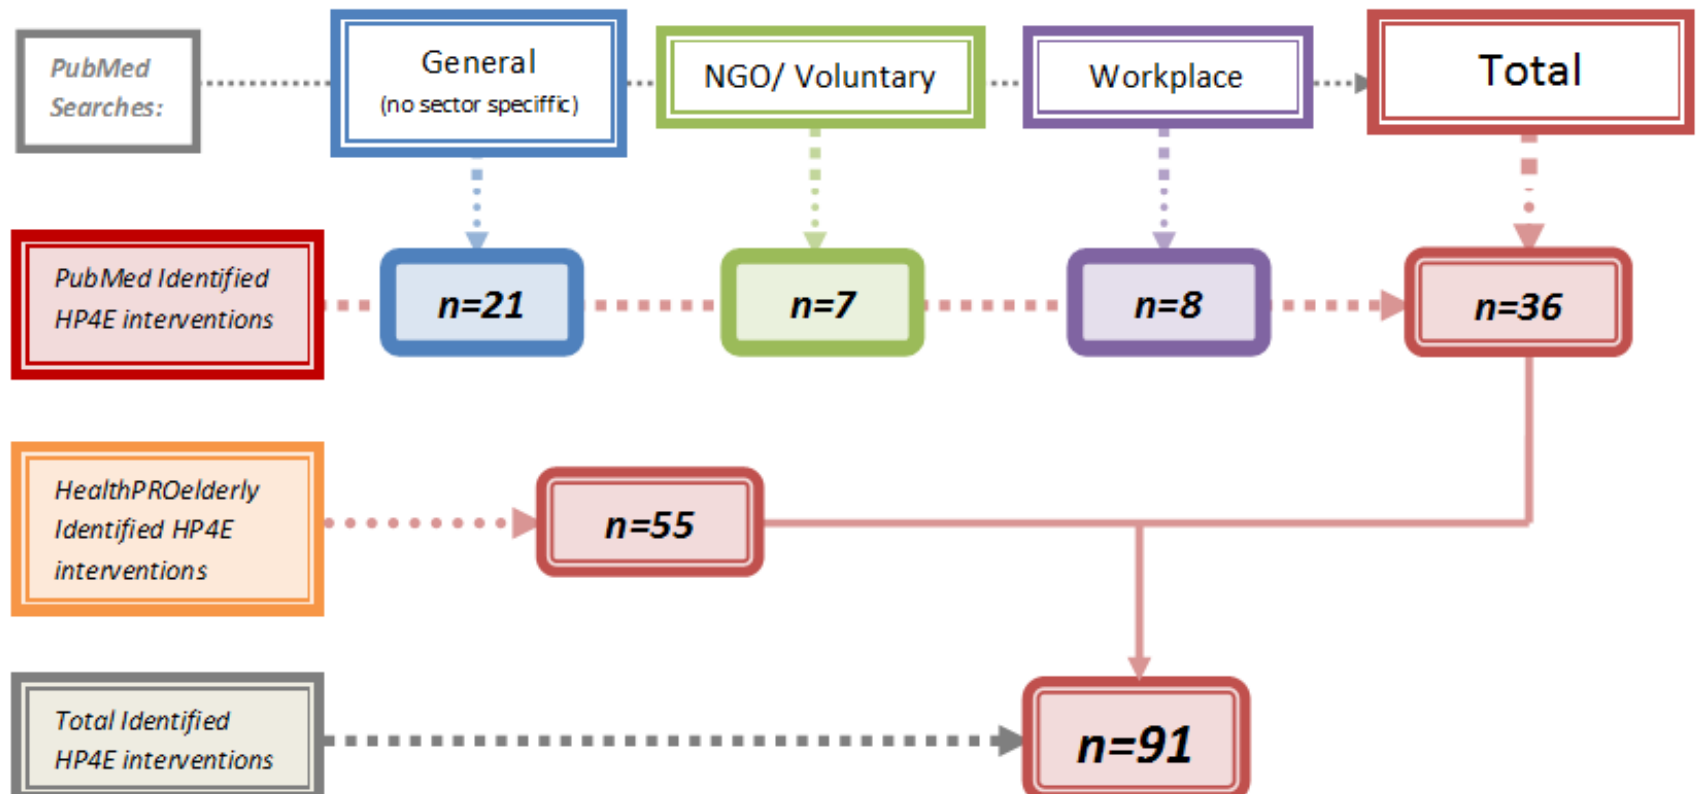 PubMed
Searches:
General
(no sector speciffic)
NGO/ Voluntary
Workplace
Total
PubMed Identified
HP4E interventions
n=21
n=7
n=8
n=36
HealthPROelderly
Identified HP4E
interventions
n=55
Total Identified
HP4E interventions
n=91